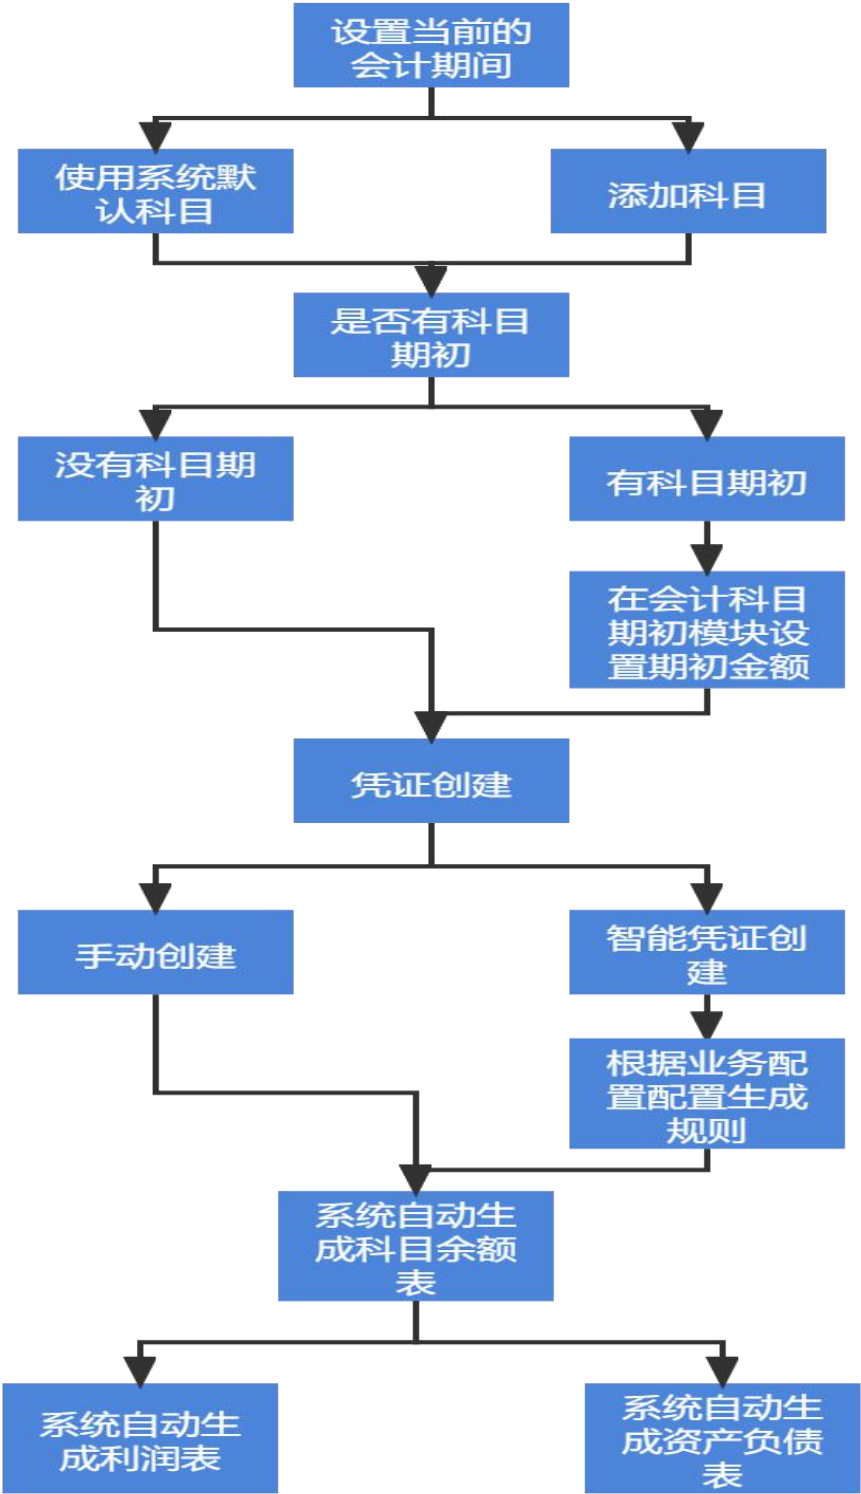 设置当前的
会计期间
使用系统默
认科目
添加科目
是否有科目
期初
没有科目期
初
有科目期初
在会计科目
期初模块设
置期初金额
凭证创建
手动创建
智能凭证创
建
根据业务配
置配置生成
规则
系统自动生
成科目余额
表
系统自动生
成利润表
系统自动生
成资产负债
表